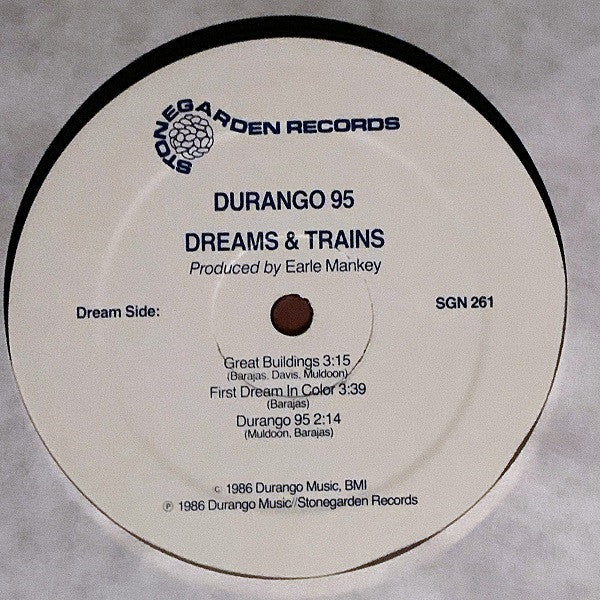 STONEGARDEN RECORDS
DURANGO 95
DREAMS & TRAINS
Produced by Earle Mankey
Dream Side:
SGN 261
Great Buildings 3:15
(Barajas, Davis, Muldoon)
First Dream In Color 3:39
(Barajas)
Durango 95 2:14
(Muldoon, Barajas)
© 1986 Durango Music, BMI
℗ 1986 Durango Music//Stonegarden Records